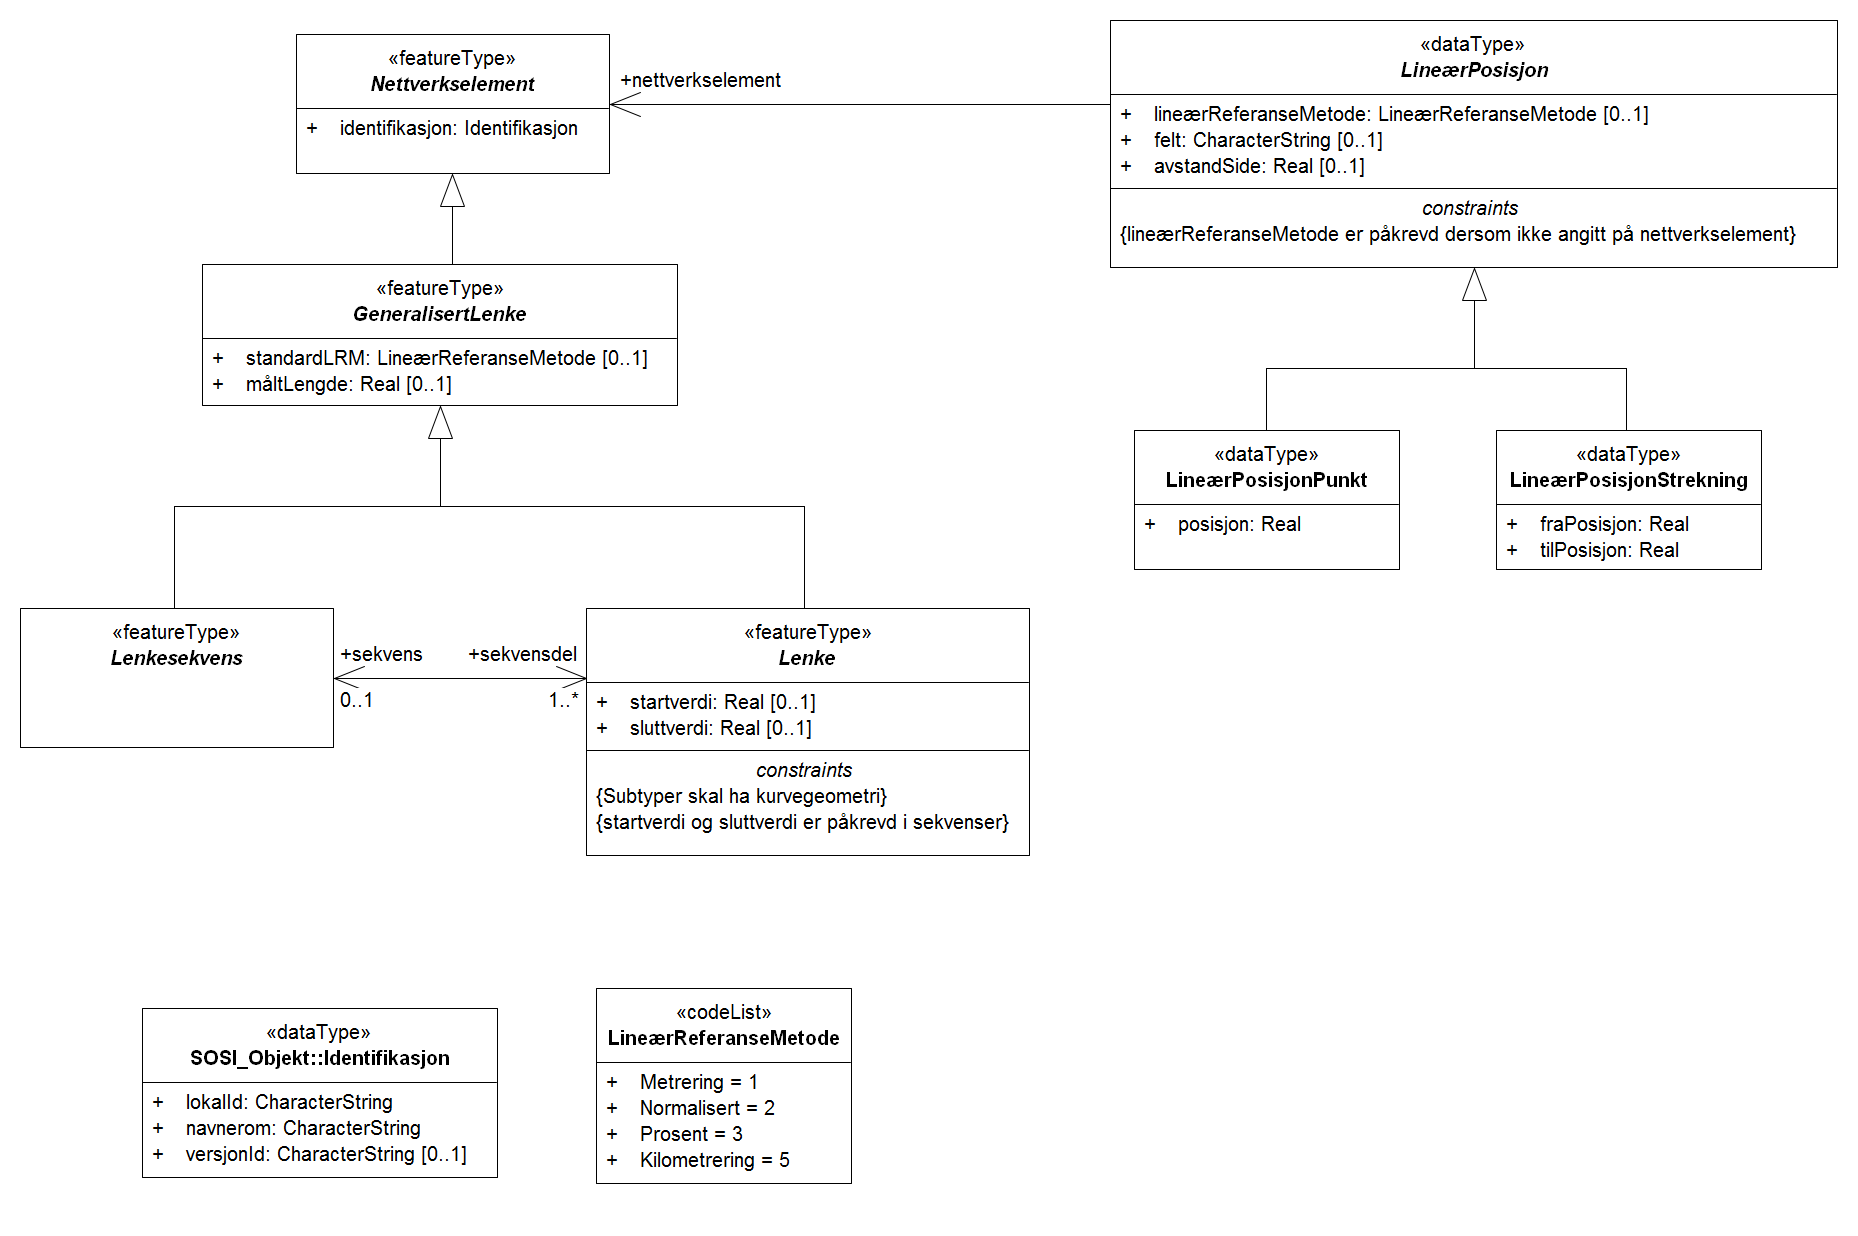 «featureType»
Nettverkselement
+ identifikasjon: Identifikasjon
+nettverkselement
«dataType»
LineærPosisjon
+ lineærReferanseMetode: LineærReferanseMetode [0..1]
+ felt: CharacterString [0..1]
+ avstandSide: Real [0..1]
constraints
{lineærReferanseMetode er påkrevd dersom ikke angitt på nettverkselement}
«featureType»
GeneralisertLenke
+ standardLRM: LineærReferanseMetode [0..1]
+ måltLengde: Real [0..1]
«dataType»
LineærPosisjonPunkt
+ posisjon: Real
«dataType»
LineærPosisjonStrekning
+ fraPosisjon: Real
+ tilPosisjon: Real
«featureType»
Lenkesekvens
+sekvens
0..1
+sekvensdel
1..*
«featureType»
Lenke
+ startverdi: Real [0..1]
+ sluttverdi: Real [0..1]
constraints
{Subtyper skal ha kurvegeometri}
{startverdi og sluttverdi er påkrevd i sekvenser}
«dataType»
SOSI_Objekt::Identifikasjon
+ lokalId: CharacterString
+ navnerom: CharacterString
+ versjonId: CharacterString [0..1]
«codeList»
LineærReferanseMetode
+ Metrering = 1
+ Normalisert = 2
+ Prosent = 3
+ Kilometrering = 5